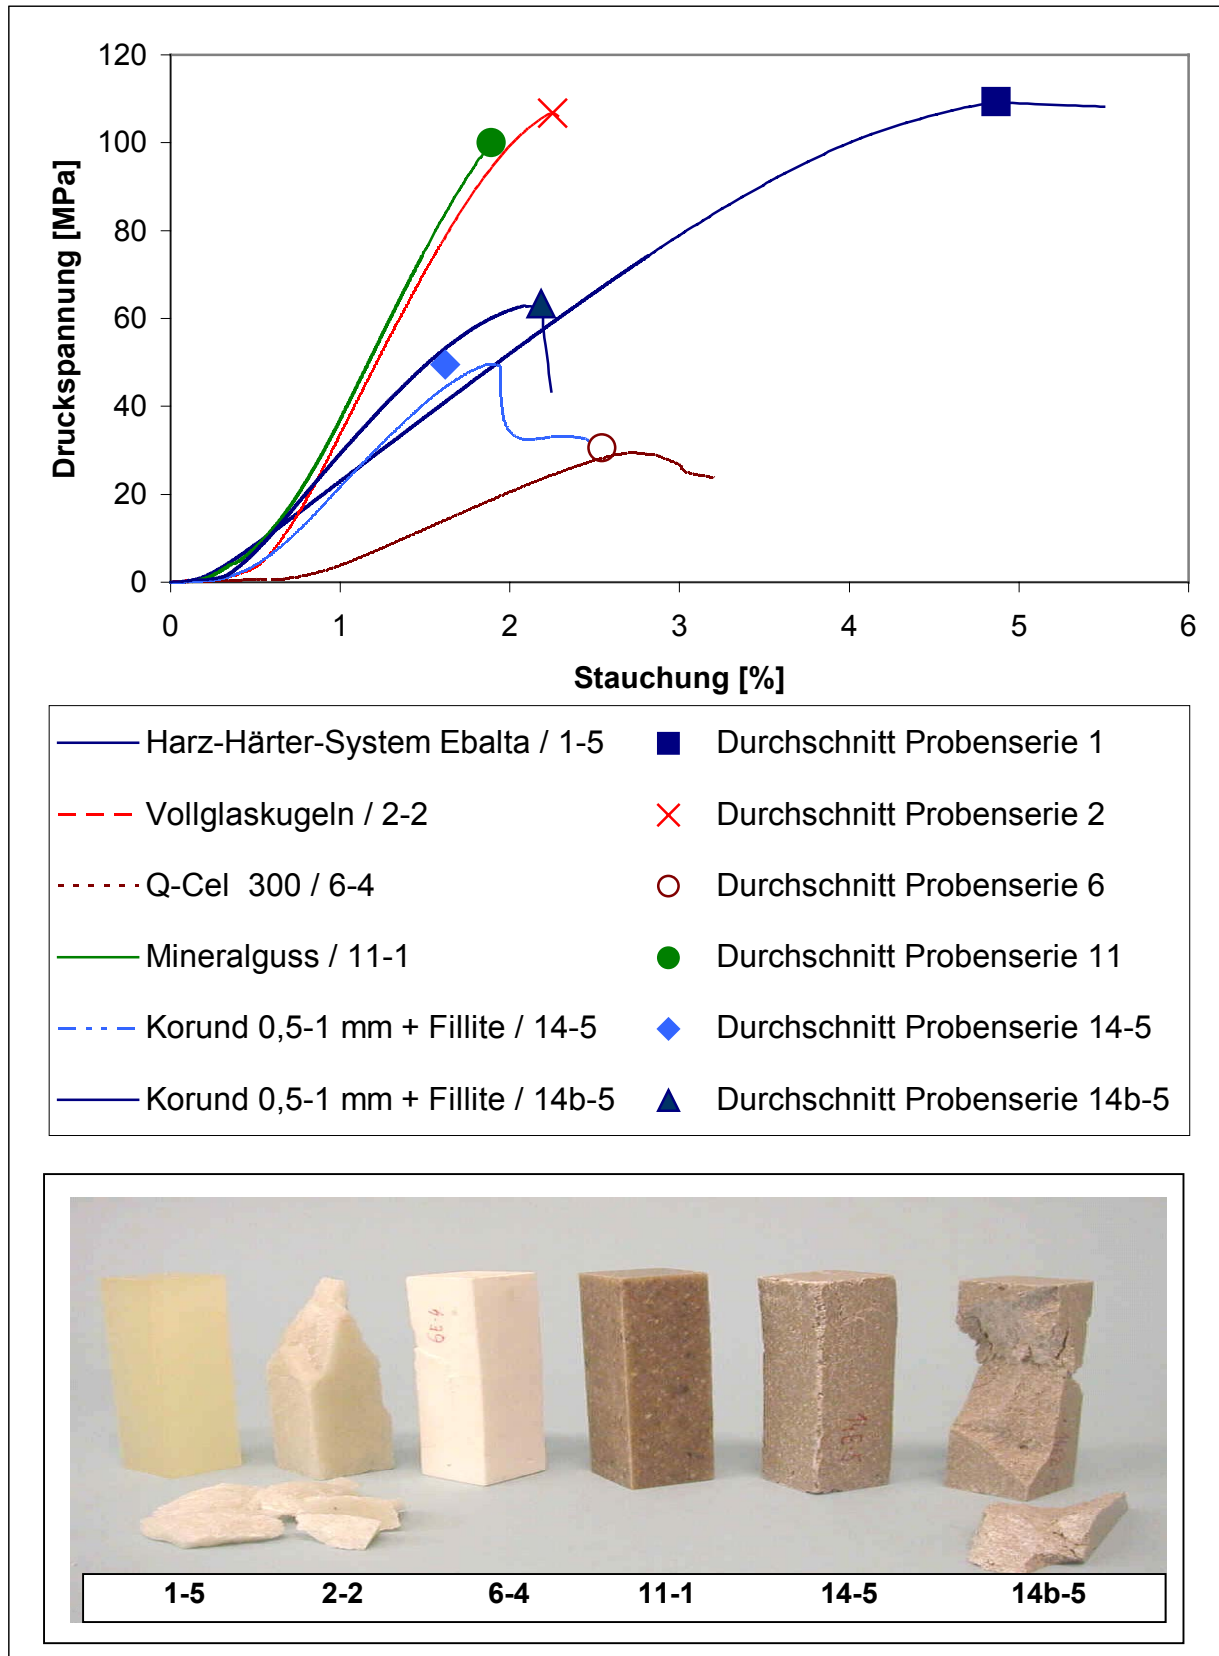 120
100
80
60
40
20
0
Druckspannung [MPa]
0 1 2 3 4 5 6
Stauchung [%]
Harz-Härter-System Ebalta / 1-5
Durchschnitt Probenserie 1
Vollglaskugeln / 2-2
Durchschnitt Probenserie 2
Q-Cel 300 / 6-4
Durchschnitt Probenserie 6
Mineralguss / 11-1
Durchschnitt Probenserie 11
Korund 0,5-1 mm + Fillite / 14-5
Durchschnitt Probenserie 14-5
Korund 0,5-1 mm + Fillite / 14b-5
Durchschnitt Probenserie 14b-5
6E-4
14E-5
1-5 2-2 6-4 11-1 14-5 14b-5